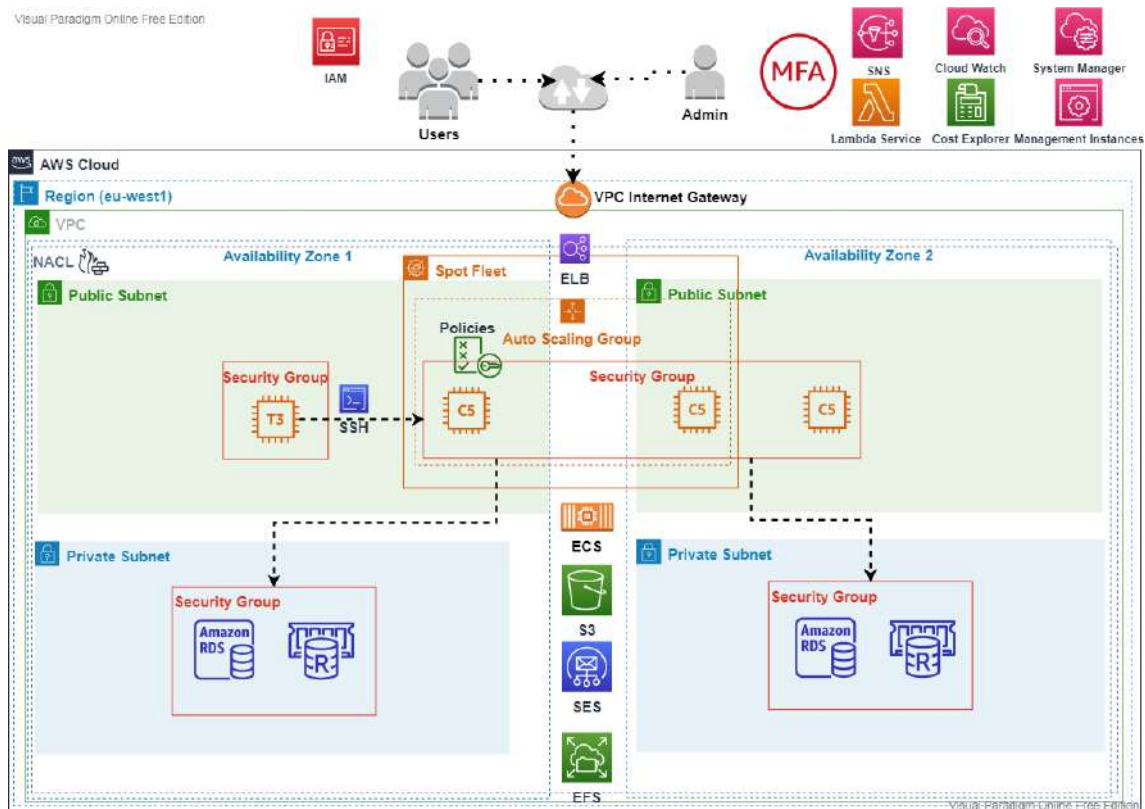 Visual Paradigm Online Free Edition
IAM
Users
Admin
MFA
SNS
Cloud Watch
System Manager
Lambda Service
Cost Explorer
Management Instances
aws
AWS Cloud
Region (eu-west1)
VPC Internet Gateway
VPC
NACL
Availability Zone 1
Availability Zone 2
Spot Fleet
ELB
Public Subnet
Public Subnet
Policies
Auto Scaling Group
Security Group
Security Group
T3
SSH
C5
C5
C5
ECS
Private Subnet
Private Subnet
Security Group
Amazon
RDS
R
S3
Security Group
Amazon
RDS
R
SES
EFS
Visual Paradigm Online Free Edition